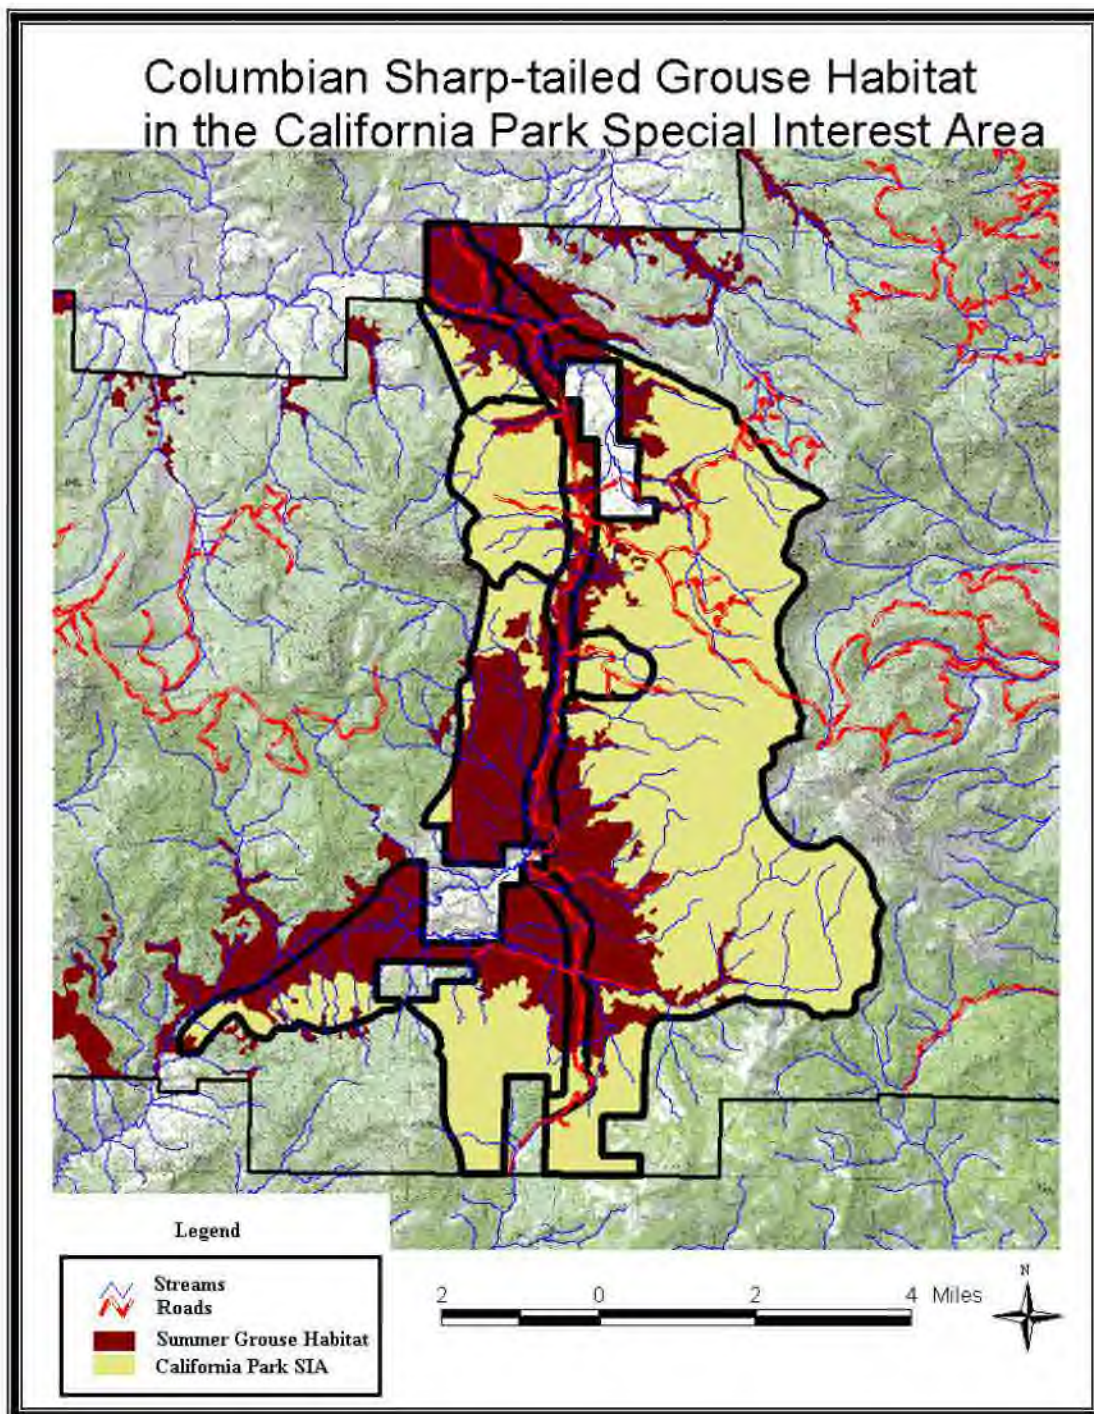 Columbian Sharp-tailed Grouse Habitat
in the California Park Special Interest Area
Legend
Streams
Roads
Summer Grouse Habitat
California Park SIA
2 0 2 4 Miles
N